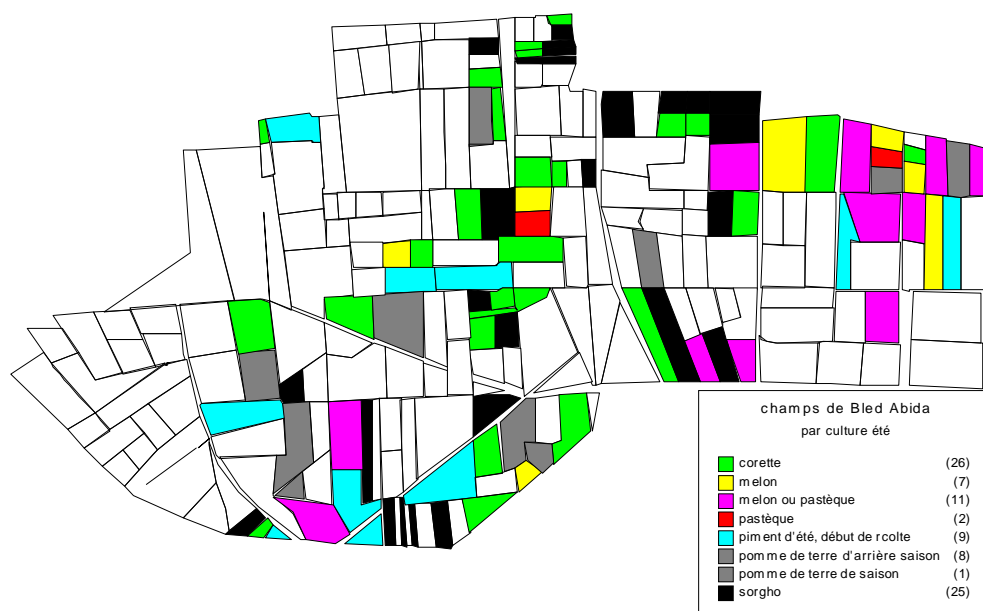 champs de Bled Abida
par culture été
corette (26)
melon (7)
melon ou pastèque (11)
pastèque (2)
piment d'été, début de rcolte (9)
pomme de terre d'arrière saison (8)
pomme de terre de saison (1)
sorgho (25)